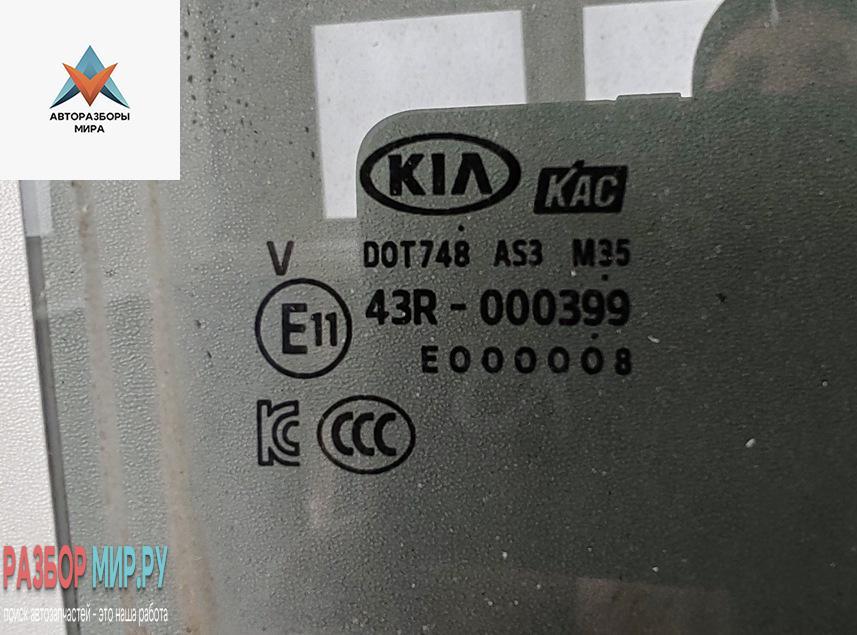 АВТОРАЗБОРЫ
МИРА
KIA KAC
V DOT748 AS3 M35
E11 43R-000399
E000008
KC CCC
РАЗБОР МИР.РУ
поиск автозапчастей - это наша работа